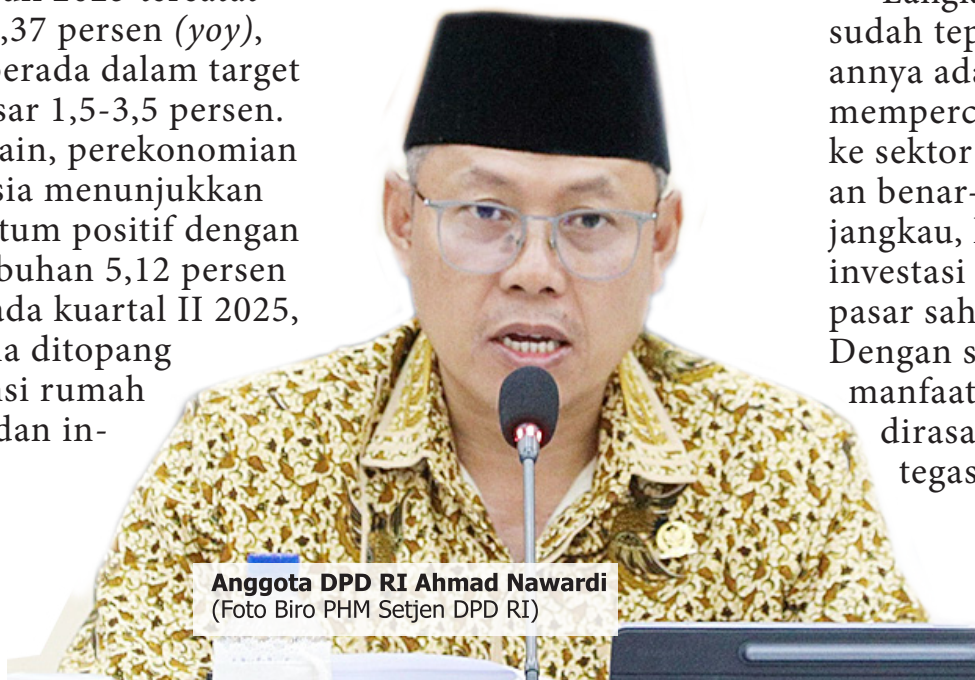 ,37 persen (yoy),
berada dalam target
sar 1,5-3,5 persen.
ain, perekonomian
sia menunjukkan
tum positif dengan
buhan 5,12 persen
ada kuartal II 2025,
a ditopang
nsi rumah
dan in-
sudah tep
annya ada
memperc
ke sektor
an benar-
jangkau,
investasi
pasar sah
Dengan s
manfaat
dirasa
tegas
Anggota DPD RI Ahmad Nawardi
(Foto Biro PHM Setjen DPD RI)